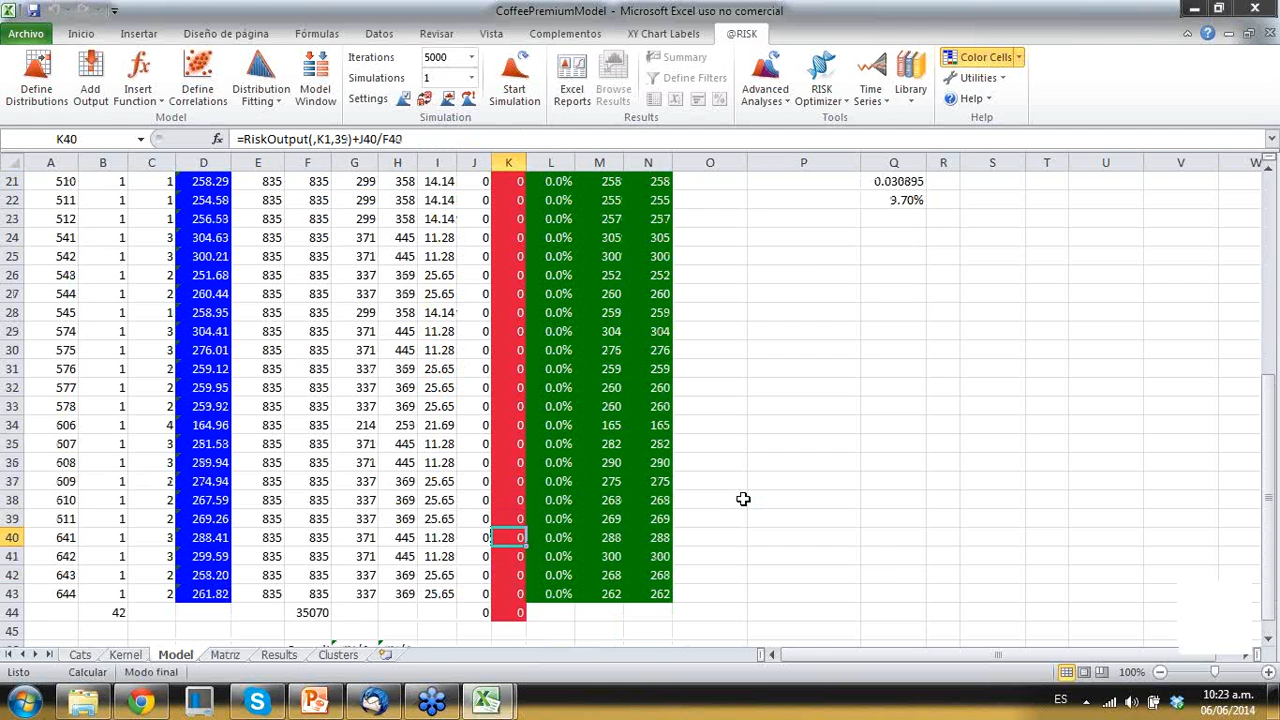 CoffeePremiumModel - Microsoft Excel uso no comercial
Archivo Inicio Insertar Diseño de página Fórmulas Datos Revisar Vista Complementos XY Chart Labels @RISK
Define Distributions Add Output Insert Function Define Correlations Distribution Fitting Model Window
Iterations 5000
Simulations 1
Settings
Start Simulation Excel Reports Browse Results
Summary
Define Filters
Advanced Analyses RISK Optimizer Time Series Library
Color Cells
Utilities
Help
Model Simulation Results Tools Help
K40 fx =RiskOutput(,K1,39)+J40/F40
A B C D E F G H I J K L M N O P Q R S T U V W
21 510 1 1 258.29 835 835 299 358 14.14 0 0 0.0% 258 258 0.030895
22 511 1 1 254.58 835 835 299 358 14.14 0 0 0.0% 255 255 9.70%
23 512 1 1 256.53 835 835 299 358 14.14 0 0 0.0% 257 257
24 541 1 3 304.63 835 835 371 445 11.28 0 0 0.0% 305 305
25 542 1 3 300.21 835 835 371 445 11.28 0 0 0.0% 300 300
26 543 1 2 251.68 835 835 337 369 25.65 0 0 0.0% 252 252
27 544 1 2 260.44 835 835 337 369 25.65 0 0 0.0% 260 260
28 545 1 1 258.95 835 835 299 358 14.14 0 0 0.0% 259 259
29 574 1 3 304.41 835 835 371 445 11.28 0 0 0.0% 304 304
30 575 1 3 276.01 835 835 371 445 11.28 0 0 0.0% 276 276
31 576 1 2 259.12 835 835 337 369 25.65 0 0 0.0% 259 259
32 577 1 2 259.95 835 835 337 369 25.65 0 0 0.0% 260 260
33 578 1 2 259.92 835 835 337 369 25.65 0 0 0.0% 260 260
34 606 1 4 164.96 835 835 214 253 21.69 0 0 0.0% 165 165
35 607 1 3 281.53 835 835 371 445 11.28 0 0 0.0% 282 282
36 608 1 3 289.94 835 835 371 445 11.28 0 0 0.0% 290 290
37 609 1 2 274.94 835 835 337 369 25.65 0 0 0.0% 275 275
38 610 1 2 267.59 835 835 337 369 25.65 0 0 0.0% 268 268
39 611 1 2 269.26 835 835 337 369 25.65 0 0 0.0% 269 269
40 641 1 3 288.41 835 835 371 445 11.28 0 0 0.0% 288 288
41 642 1 3 299.59 835 835 371 445 11.28 0 0 0.0% 300 300
42 643 1 2 268.20 835 835 337 369 25.65 0 0 0.0% 268 268
43 644 1 2 261.82 835 835 337 369 25.65 0 0 0.0% 262 262
44 42 35070 0 0
45
Cats Kernel Model Matriz Results Clusters
Listo Calcular Modo final 100%
ES 10:23 a.m.
06/06/2014